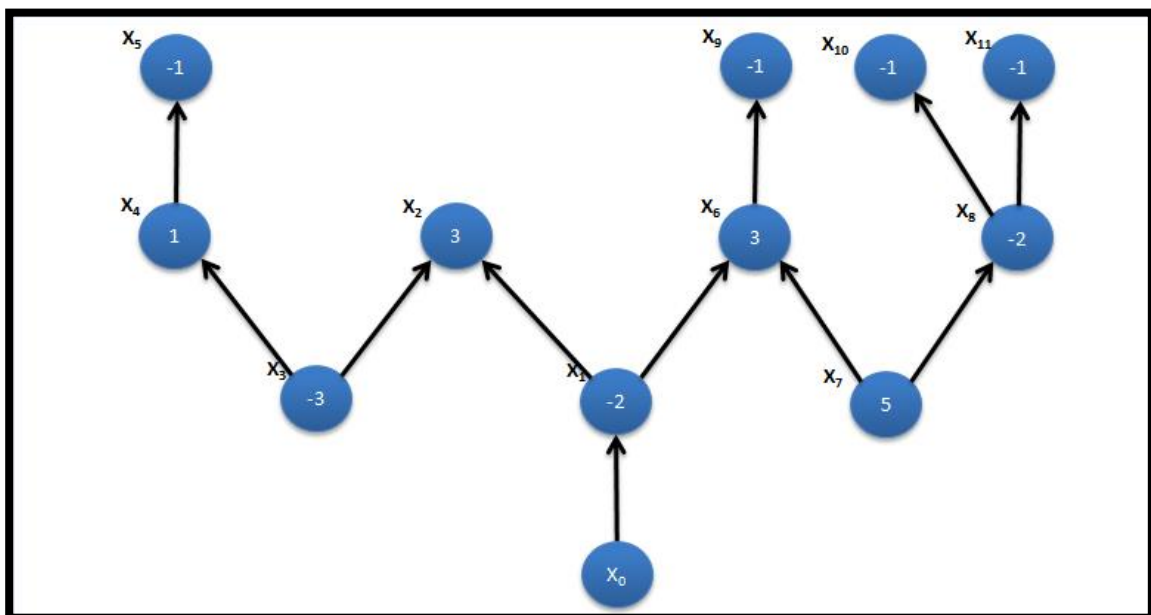 X₅ X₉ X₁₀ X₁₁
-1 -1 -1 -1
X₄ X₂ X₆ X₈
1 3 3 -2
X₃ X₁ X₇
-3 -2 5
X₀